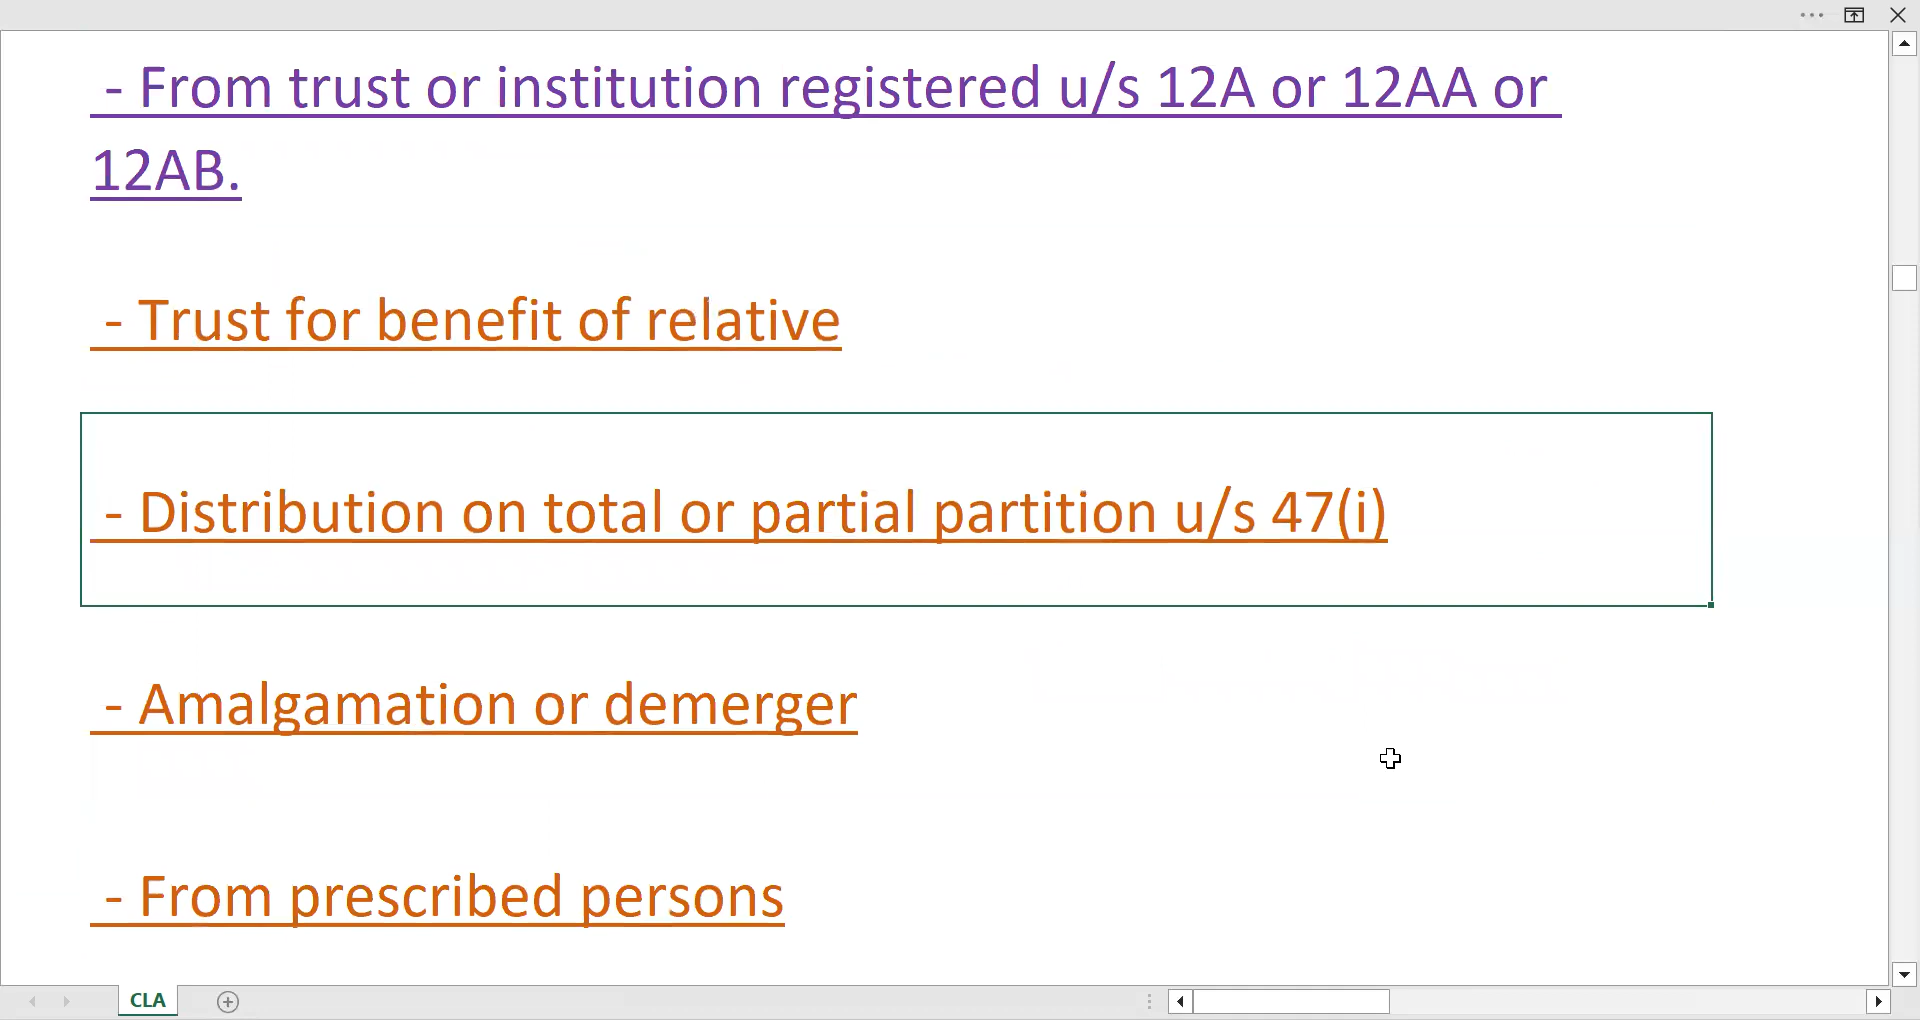 - From trust or institution registered u/s 12A or 12AA or
12AB.
- Trust for benefit of relative
- Distribution on total or partial partition u/s 47(i)
- Amalgamation or demerger
- From prescribed persons
CLA